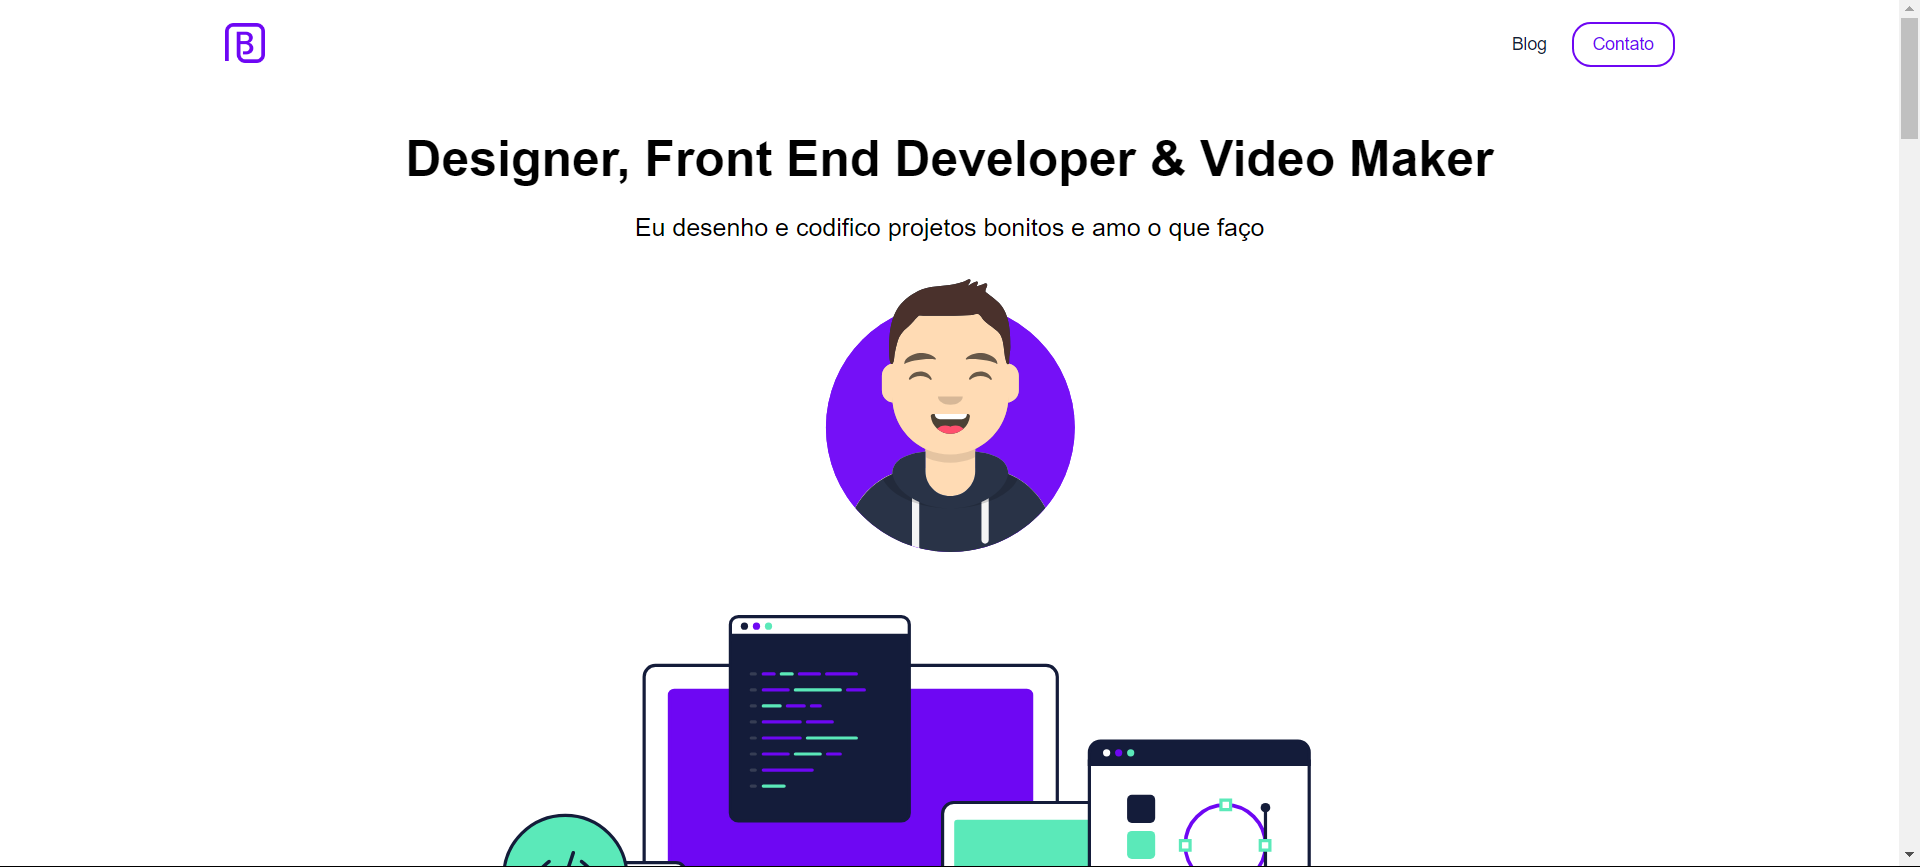 B
Blog
Contato
Designer, Front End Developer & Video Maker
Eu desenho e codifico projetos bonitos e amo o que faço
</>